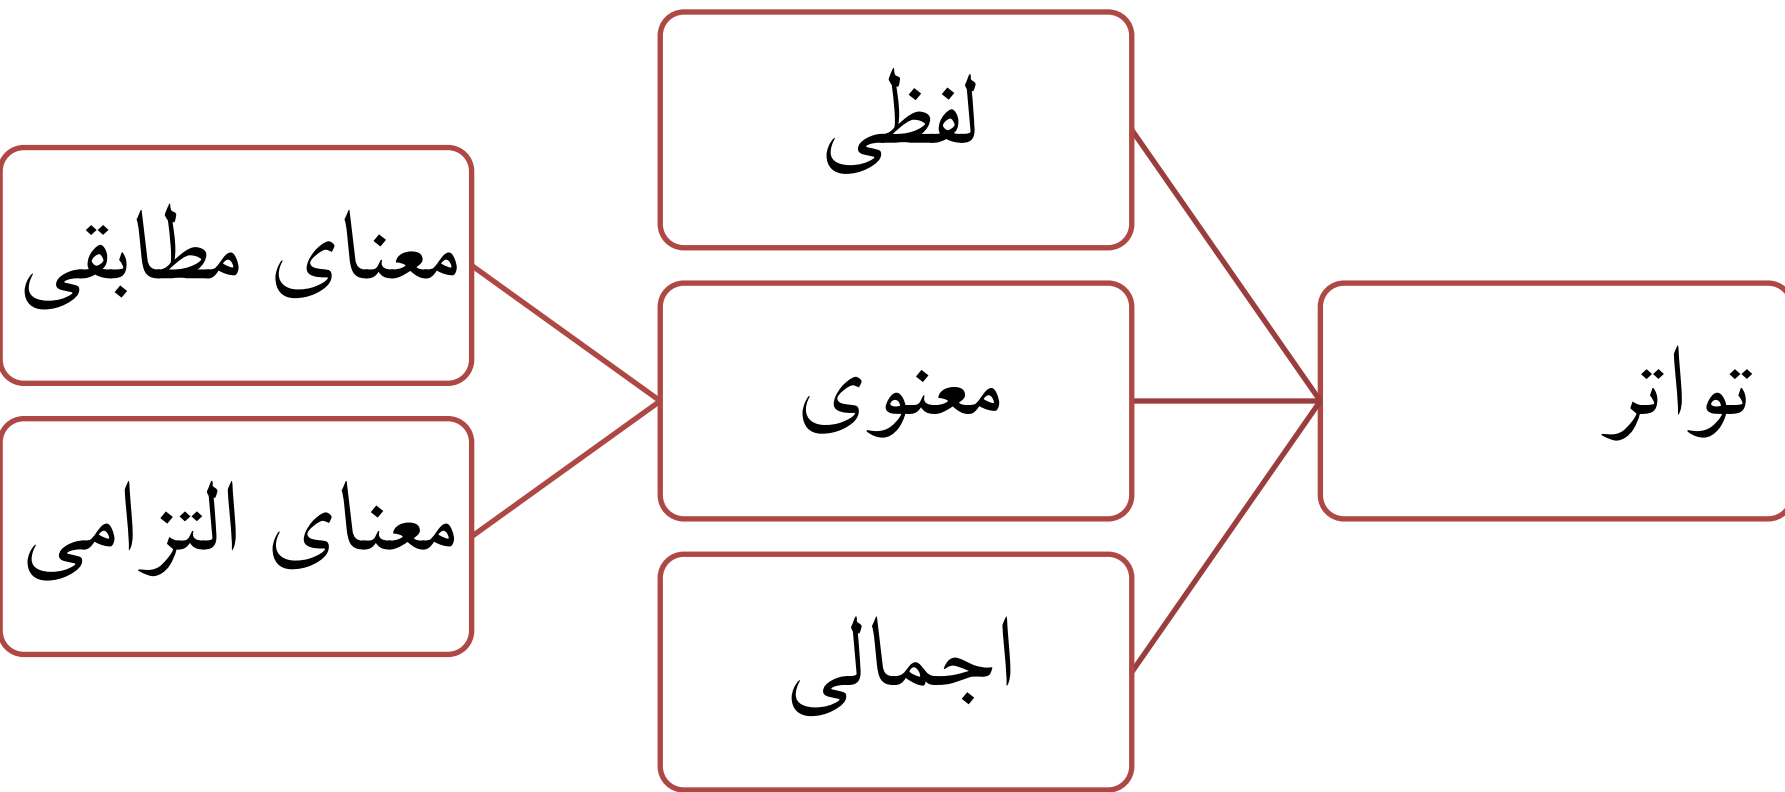 تواتر
لفظی
معنوی
اجمالی
معنای مطابقی
معنای التزامی